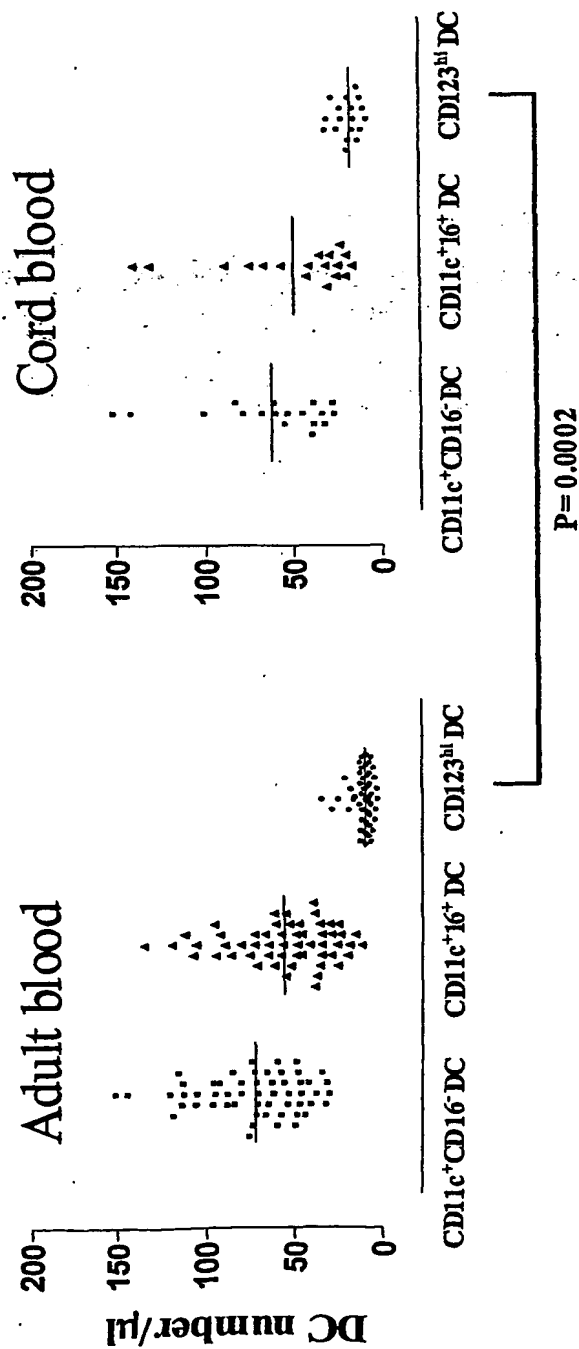 Adult blood
Cord blood
DC number/µl
200
150
100
50
0
200
150
100
50
0
CD11c⁺CD16⁻DC
CD11c⁺16⁺ DC
CD123ʰⁱ DC
CD11c⁺CD16⁻DC
CD11c⁺16⁺ DC
CD123ʰⁱ DC
P= 0.0002